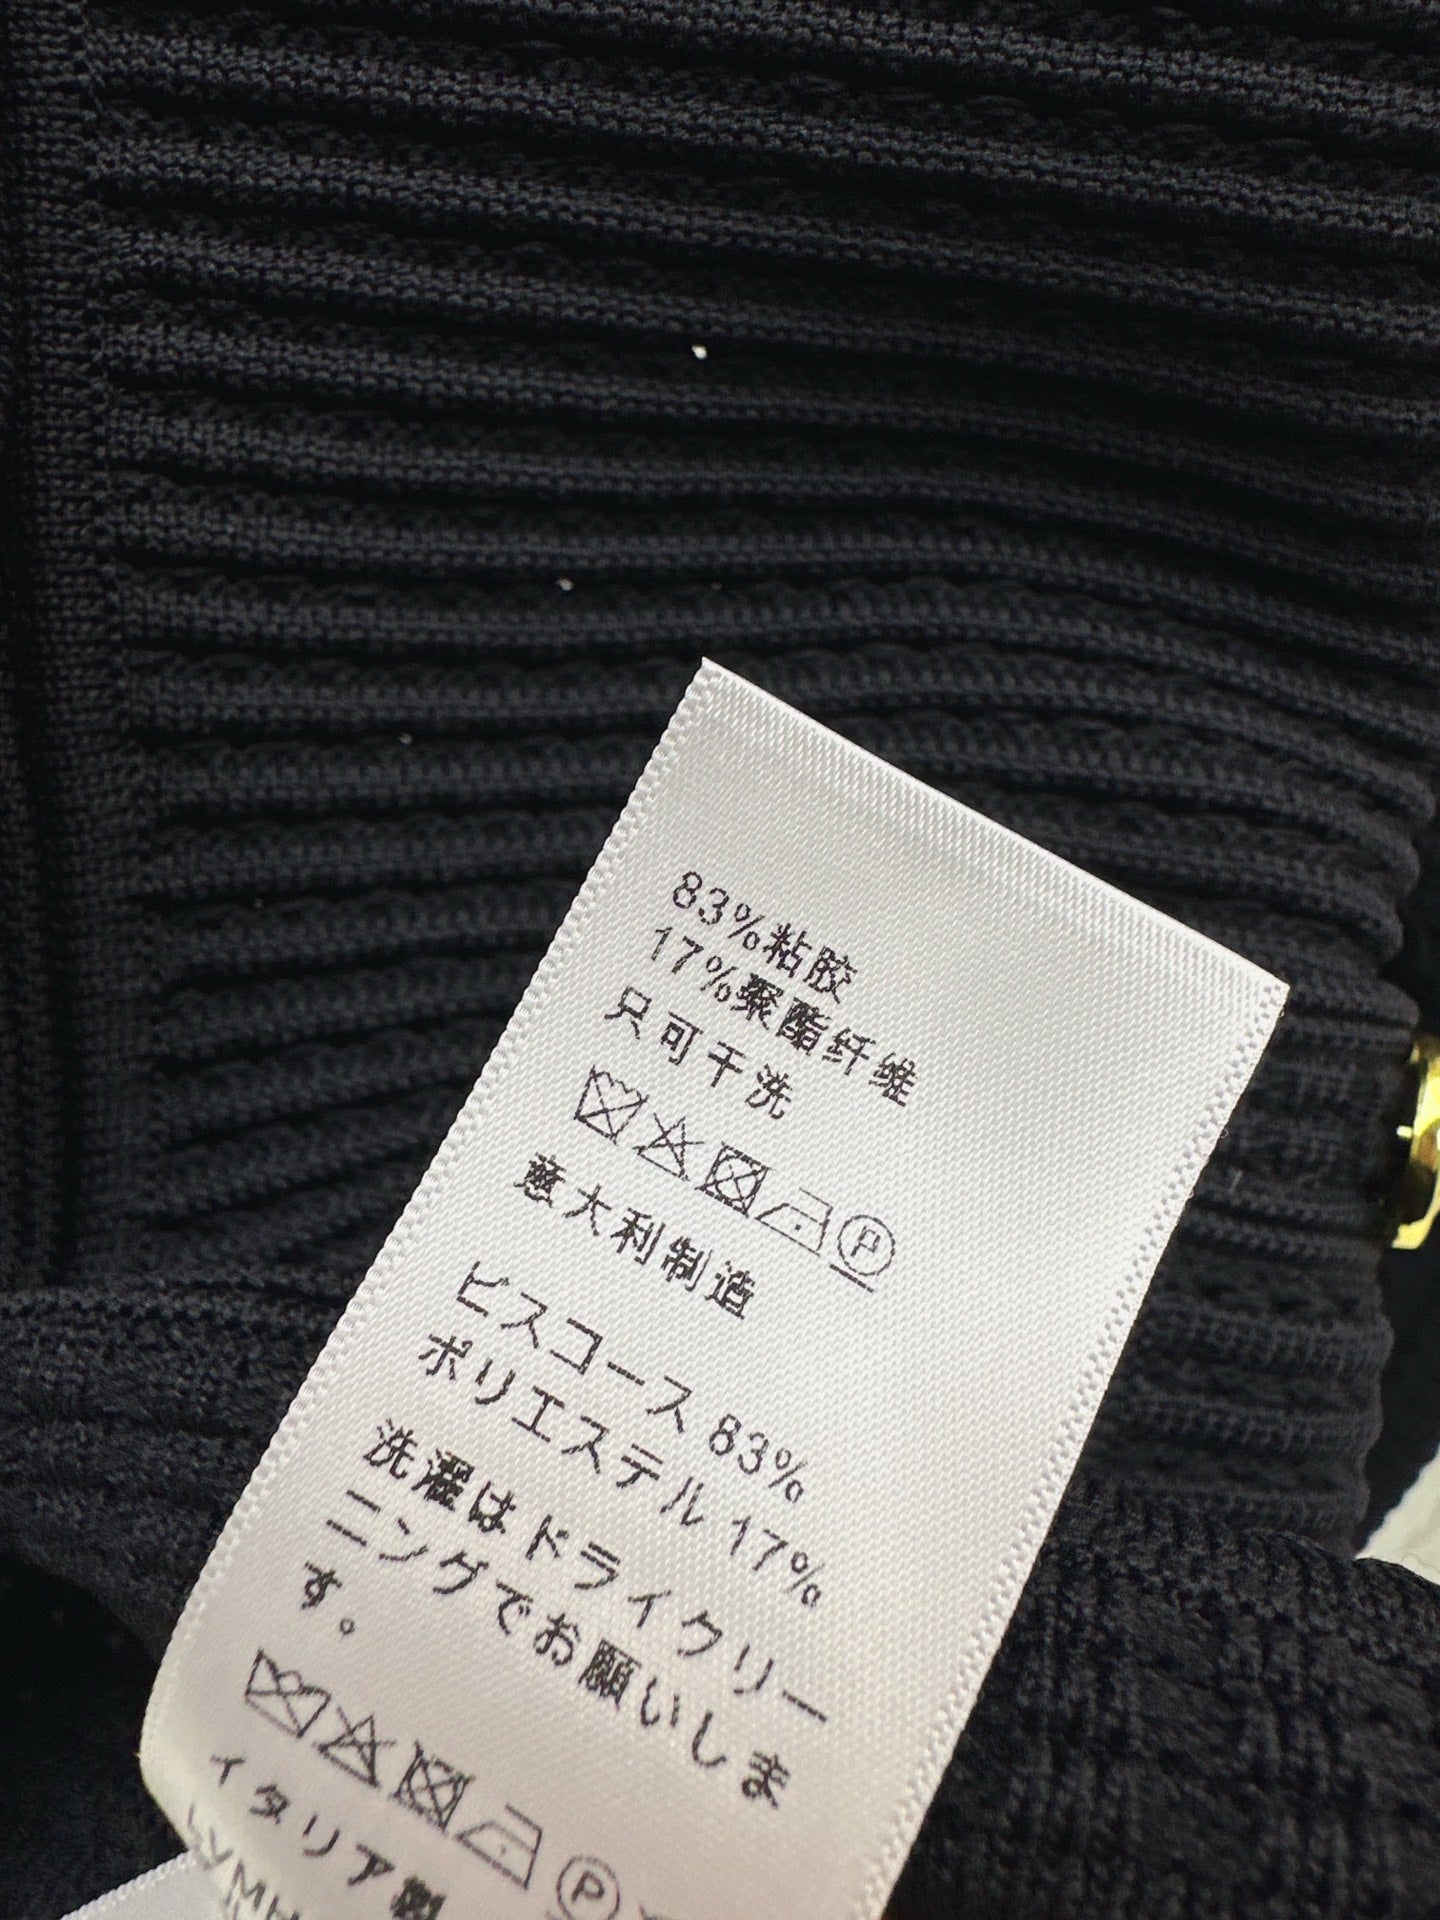 83%粘胶
17%聚酯纤维
只可干洗
P
意大利制造
ビスコース 83%
ポリエステル 17%
洗濯はドライクリー
ニングでお願いしま
す。
P
イタリア製